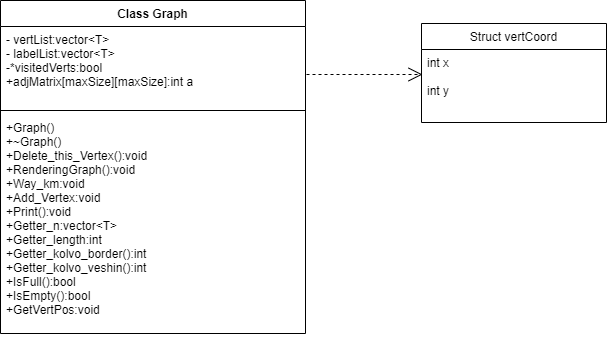 Class Graph
- vertList:vector<T>
- labelList:vector<T>
-*visitedVerts:bool
+adjMatrix[maxSize][maxSize]:int a
+Graph()
+~Graph()
+Delete_this_Vertex():void
+RenderingGraph():void
+Way_km:void
+Add_Vertex:void
+Print():void
+Getter_n:vector<T>
+Getter_length:int
+Getter_kolvo_border():int
+Getter_kolvo_veshin():int
+IsFull():bool
+IsEmpty():bool
+GetVertPos:void
Struct vertCoord
int x
int y